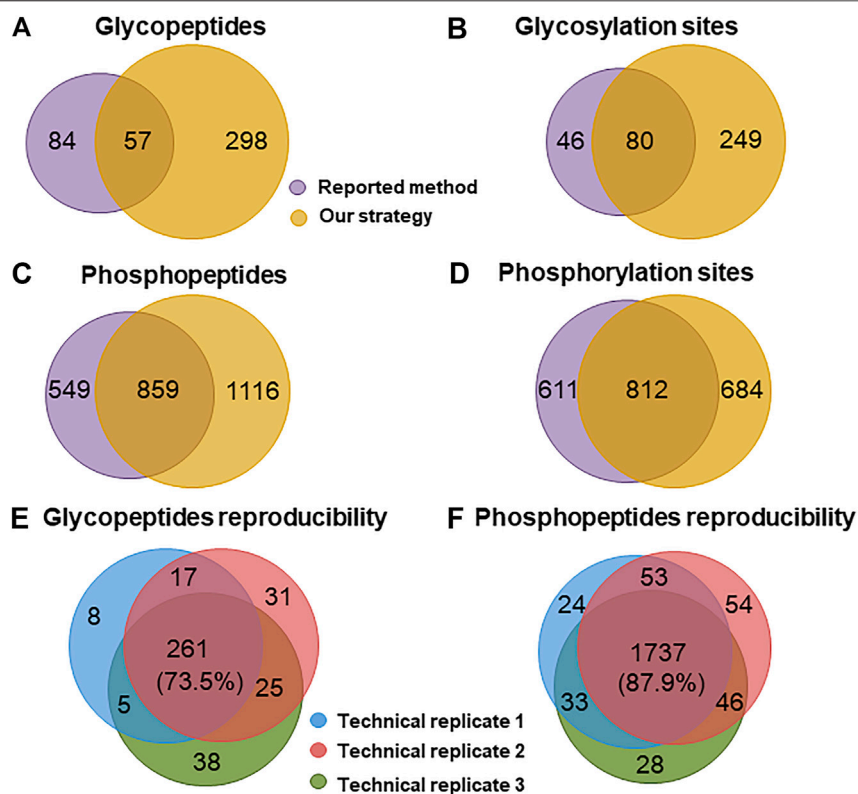 A Glycopeptides
84 57 298
B Glycosylation sites
46 80 249
Reported method
Our strategy
C Phosphopeptides
549 859 1116
D Phosphorylation sites
611 812 684
E Glycopeptides reproducibility
17
8
31
261
(73.5%)
25
5
38
F Phosphopeptides reproducibility
53
24
54
1737
(87.9%)
33
46
28
Technical replicate 1
Technical replicate 2
Technical replicate 3